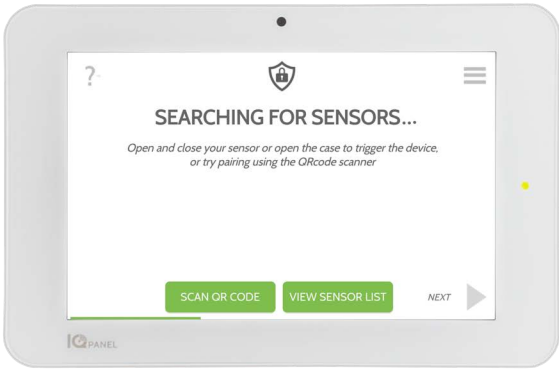 ?
SEARCHING FOR SENSORS...
Open and close your sensor or open the case to trigger the device,
or try pairing using the QRcode scanner
SCAN QR CODE
VIEW SENSOR LIST
NEXT
IQ PANEL